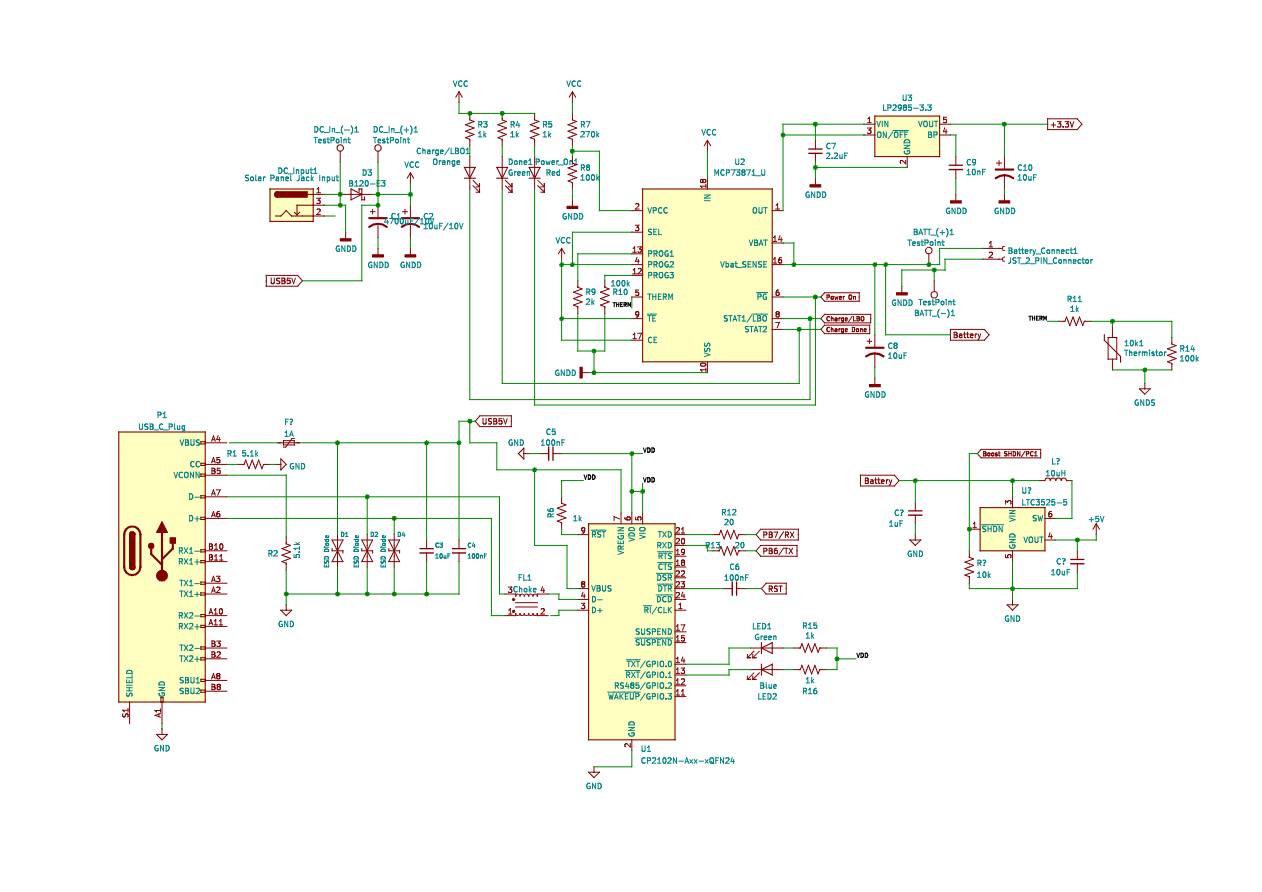 VCC
VCC
R3
1k
R4
1k
R5
1k
R7
270k
Charge/LBO1
Orange
Done1
Green
Power_On1
Red
R8
100k
GNDD
DC_In_(-)1
TestPoint
DC_In_(+)1
TestPoint
DC_Input1
Solar Panel Jack Input
1
3
2
D3
B120-E3
VCC
C1
4700uF/10V
C2
10uF/10V
GNDD
GNDD
GNDD
USB5V
VCC
U2
MCP73871_U
18
IN
2
VPCC
3
SEL
13
PROG1
4
PROG2
12
PROG3
5
THERM
9
TE
17
CE
OUT
1
VBAT
14
Vbat_SENSE
16
PG
6
STAT1/LBO
8
STAT2
7
VSS
10
VCC
R9
2k
100k
R10
THERM
GNDD
Power On
Charge/LBO
Charge Done
U3
LP2985-3.3
1
VIN
3
ON/OFF
VOUT
5
BP
4
GND
2
C7
2.2uF
GNDD
C9
10nF
GNDD
C10
10uF
GNDD
+3.3V
BATT_(+)1
TestPoint
1
2
Battery_Connect1
JST_2_PIN_Connector
GNDD
TestPoint
BATT_(-)1
Battery
C8
10uF
GNDD
THERM
R11
1k
10k1
Thermistor
R14
100k
GNDS
P1
USB_C_Plug
VBUS
A4
CC
A5
VCONN
B5
D-
A7
D+
A6
RX1-
B10
RX1+
B11
TX1-
A3
TX1+
A2
RX2-
A10
RX2+
A11
TX2-
B3
TX2+
B2
SBU1
A8
SBU2
B8
SHIELD
S1
GND
A1
GND
F?
1A
R1 5.1k
GND
R2
5.1k
GND
D1
ESD Diode
D2
ESD Diode
D4
ESD Diode
C3
10uF
C4
100nF
USB5V
GND
C5
100nF
VDD
VDD
VDD
R6
1k
FL1
Choke
3
4
1
2
7
VREGIN
6
VDD
5
VIO
9
RST
8
VBUS
4
D-
3
D+
TXD
21
RXD
20
RTS
19
CTS
18
DSR
22
DTR
23
DCD
24
RI/CLK
1
SUSPEND
17
SUSPEND
15
TXT/GPIO.0
14
RXT/GPIO.1
13
RS485/GPIO.2
12
WAKEUP/GPIO.3
11
GND
2
U1
CP2102N-Axx-xQFN24
GND
R12
20
PB7/RX
R13
20
PB6/TX
C6
100nF
RST
LED1
Green
R15
1k
VDD
Blue
LED2
1k
R16
Boost SHDN/PC1
Battery
C?
1uF
GND
L?
10uH
U?
LTC3525-5
3
VIN
1
SHDN
SW
6
VOUT
4
GND
5
R?
10k
C?
10uF
+5V
GND